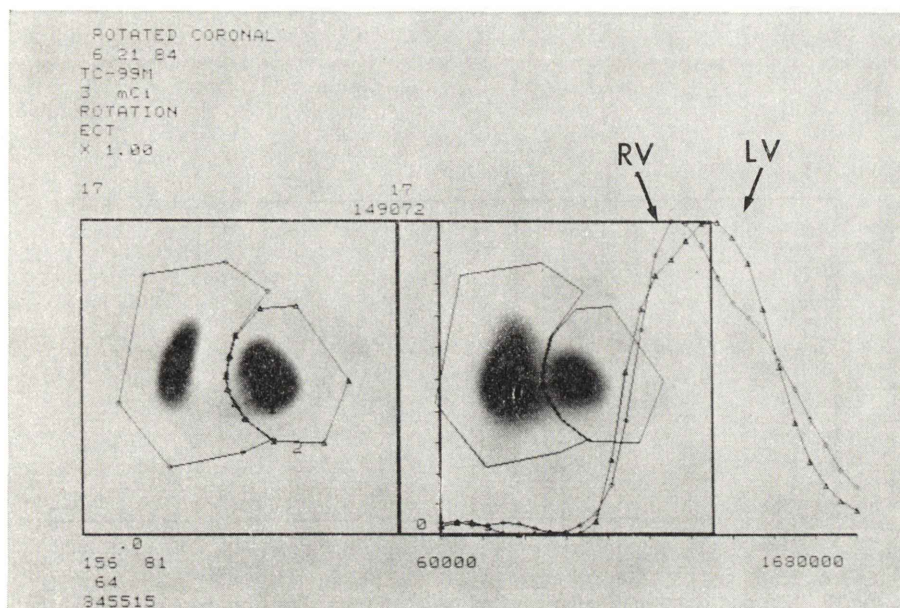 ROTATED CORONAL
6 21 84
TC-99M
3 mCi
ROTATION
ECT
X 1.00
RV LV
17 17
149072
2
0
.0
156 81 60000 1680000
64
345515